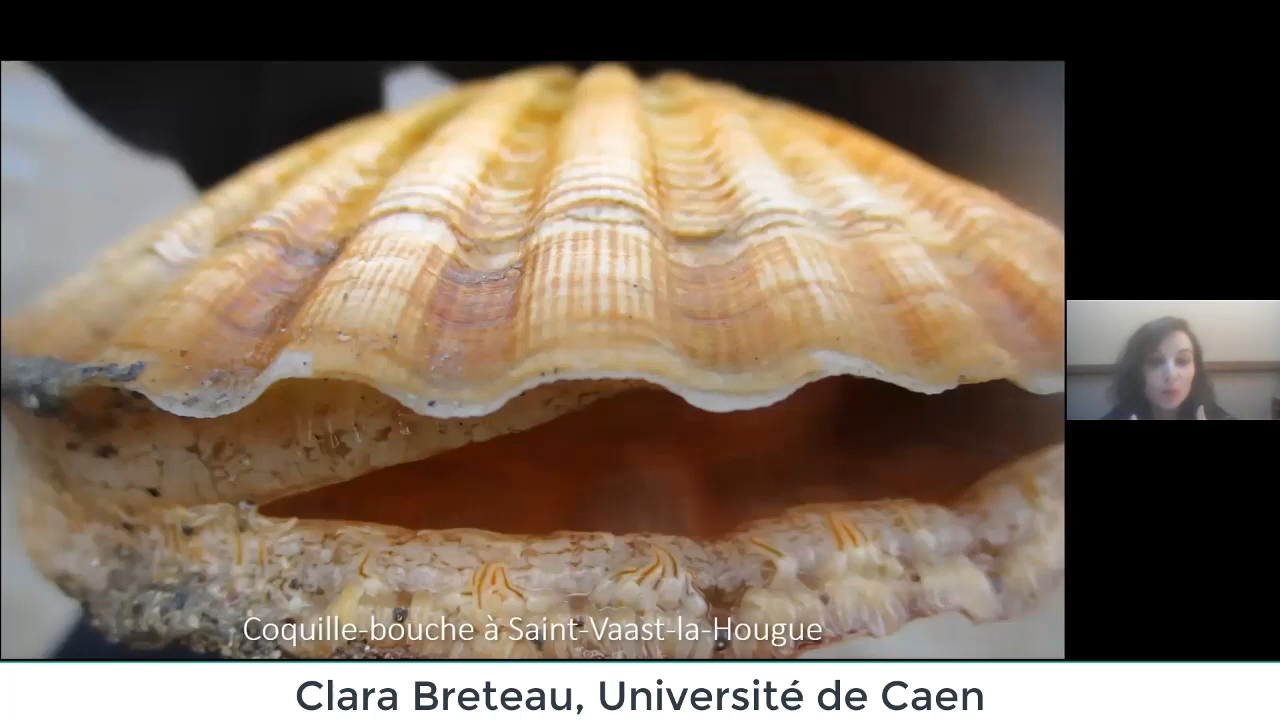 Coquille-bouche à Saint-Vaast-la-Hougue
Clara Breteau, Université de Caen